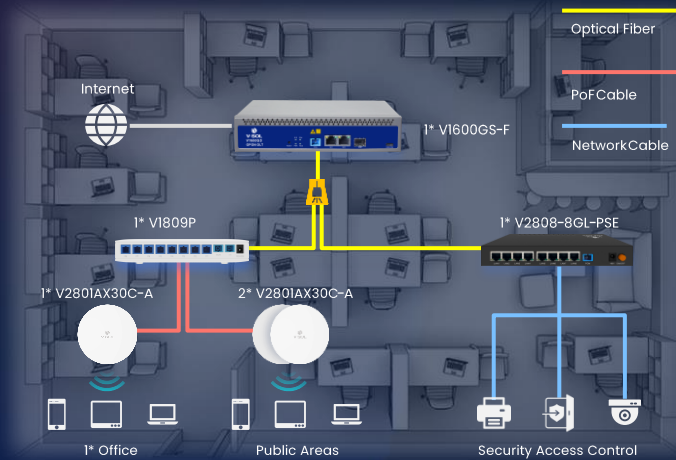 Optical Fiber
Internet
PoFCable
V-SOL
1* V1600GS-F
NetworkCable
1* V1809P
1* V2808-8GL-PSE
1* V2801AX30C-A
2* V2801AX30C-A
1* Office
Public Areas
Security Access Control